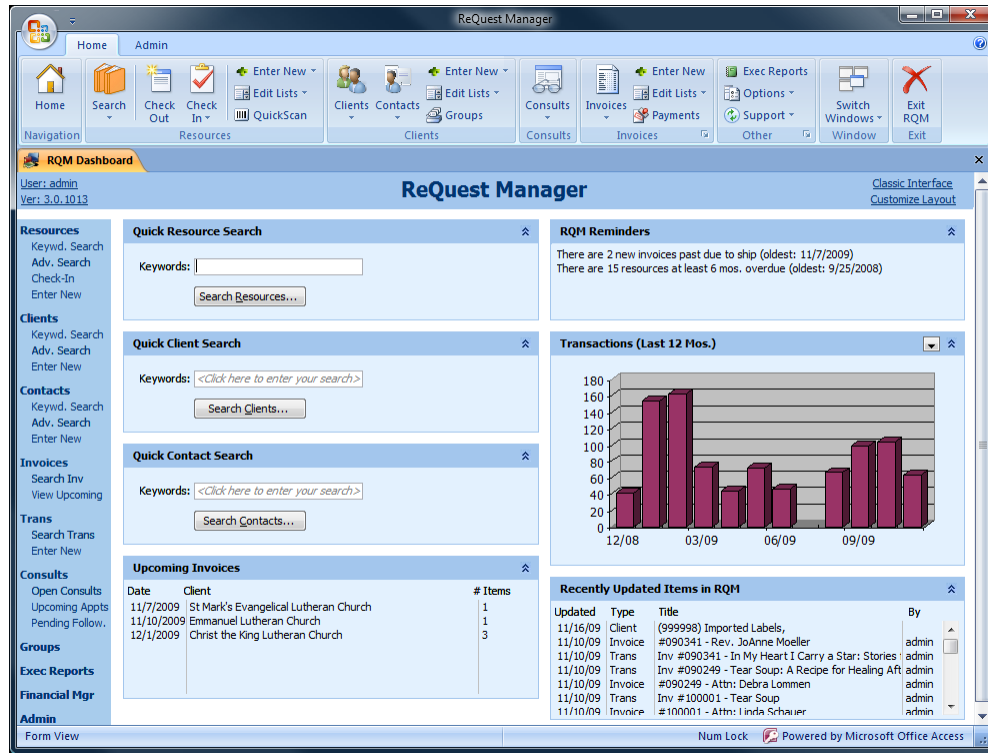 ReQuest Manager
Home Admin
Home Search Check Out Check In Enter New Edit Lists QuickScan
Clients Contacts Enter New Edit Lists Groups
Consults Invoices Enter New Edit Lists Payments
Exec Reports Options Support Switch Windows Exit RQM
Navigation Resources Clients Consults Invoices Other Window Exit
RQM Dashboard
User: admin
Ver: 3.0.1013
ReQuest Manager
Classic Interface
Customize Layout
Resources
Keywd. Search
Adv. Search
Check-In
Enter New
Clients
Keywd. Search
Adv. Search
Enter New
Contacts
Keywd. Search
Adv. Search
Enter New
Invoices
Search Inv
View Upcoming
Trans
Search Trans
Enter New
Consults
Open Consults
Upcoming Appts
Pending Follow.
Groups
Exec Reports
Financial Mgr
Admin
Quick Resource Search
Keywords:
Search Resources...
Quick Client Search
Keywords: <Click here to enter your search>
Search Clients...
Quick Contact Search
Keywords: <Click here to enter your search>
Search Contacts...
Upcoming Invoices
Date Client # Items
11/7/2009 St Mark's Evangelical Lutheran Church 1
11/10/2009 Emmanuel Lutheran Church 1
12/1/2009 Christ the King Lutheran Church 3
RQM Reminders
There are 2 new invoices past due to ship (oldest: 11/7/2009)
There are 15 resources at least 6 mos. overdue (oldest: 9/25/2008)
Transactions (Last 12 Mos.)
180
160
140
120
100
80
60
40
20
0
12/08 03/09 06/09 09/09
Recently Updated Items in RQM
Updated Type Title By
11/16/09 Client (999998) Imported Labels,
11/10/09 Invoice #090341 - Rev. JoAnne Moeller admin
11/10/09 Trans Inv #090341 - In My Heart I Carry a Star: Stories admin
11/10/09 Trans Inv #090249 - Tear Soup: A Recipe for Healing Aft admin
11/10/09 Invoice #090249 - Attn: Debra Lommen admin
11/10/09 Trans Inv #100001 - Tear Soup admin
11/10/09 Invoice #100001 - Attn: Linda Schauer admin
Form View
Num Lock Powered by Microsoft Office Access